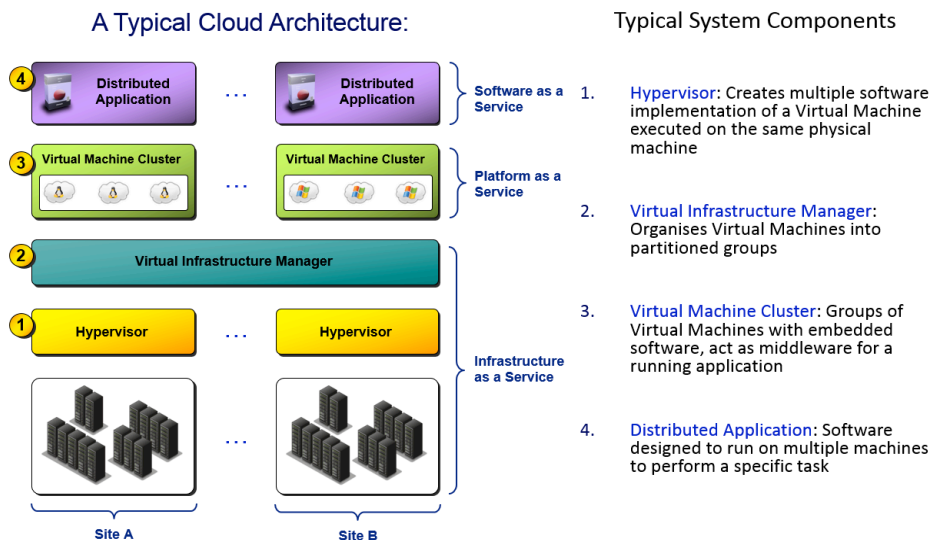 A Typical Cloud Architecture:
4
Distributed
Application
...
Distributed
Application
Software as a
Service
3
Virtual Machine Cluster
...
Virtual Machine Cluster
Platform as a
Service
2
Virtual Infrastructure Manager
1
Hypervisor
...
Hypervisor
Infrastructure
as a Service
...
Site A
Site B
Typical System Components
1. Hypervisor: Creates multiple software
implementation of a Virtual Machine
executed on the same physical
machine
2. Virtual Infrastructure Manager:
Organises Virtual Machines into
partitioned groups
3. Virtual Machine Cluster: Groups of
Virtual Machines with embedded
software, act as middleware for a
running application
4. Distributed Application: Software
designed to run on multiple machines
to perform a specific task